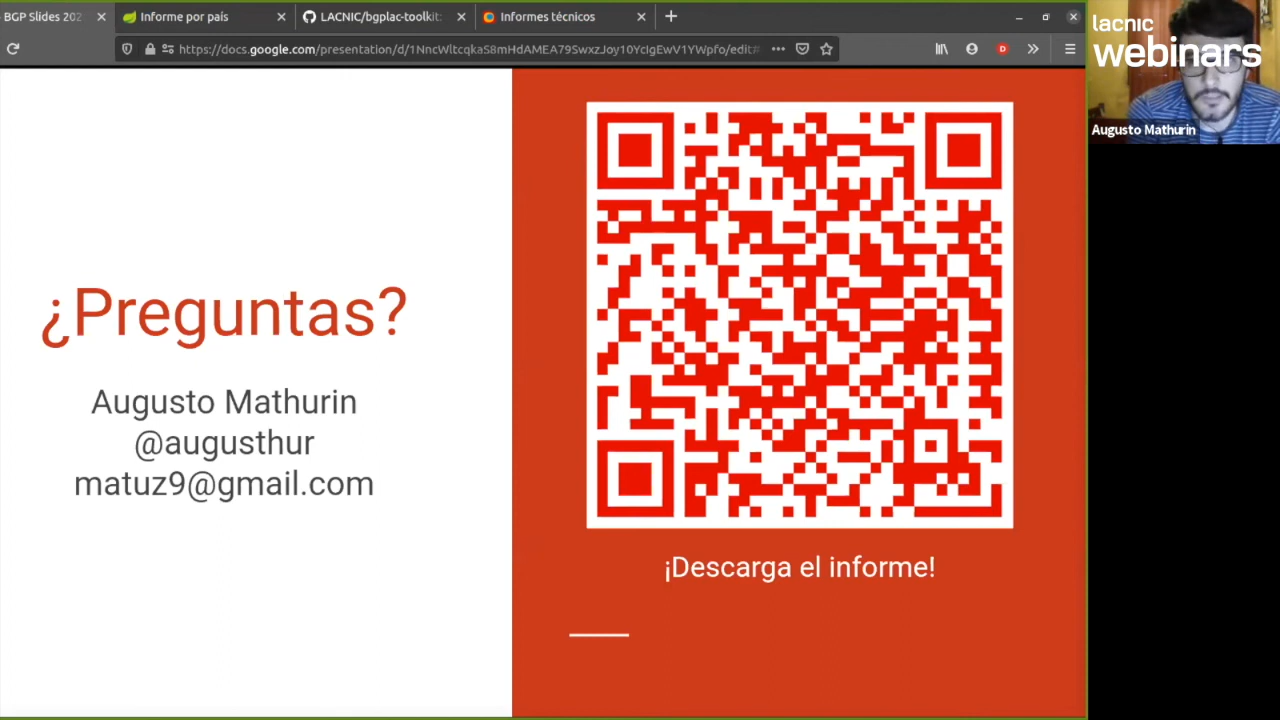 BGP Slides 202
Informe por país
LACNIC/bgplac-toolkit:
Informes técnicos
https://docs.google.com/presentation/d/1NncWltcqkaS8mHdAMEA79SwxzJoy10YcIgEwV1YWpfo/edit#
D
lacnic
webinars
Augusto Mathurin
¿Preguntas?
Augusto Mathurin
@augusthur
matuz9@gmail.com
¡Descarga el informe!